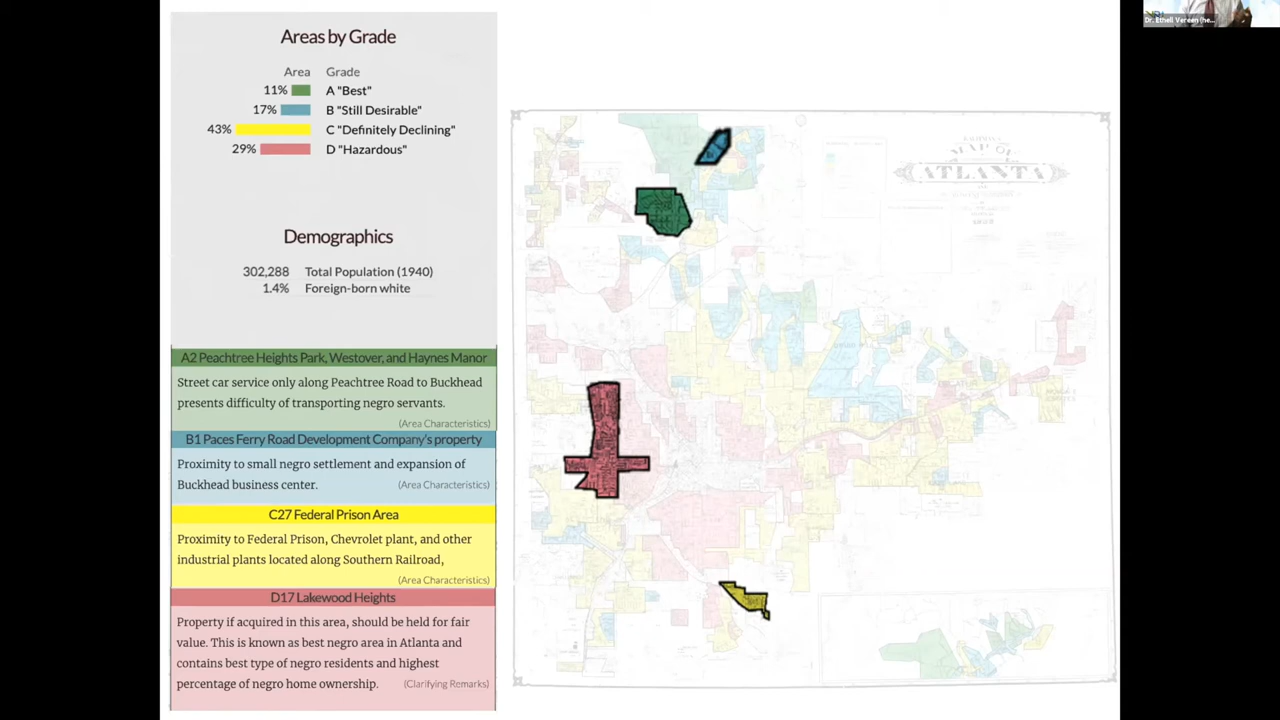 Dr. Ethell Vereen (he...
Areas by Grade
Area Grade
11% A "Best"
17% B "Still Desirable"
43% C "Definitely Declining"
29% D "Hazardous"
Demographics
302,288 Total Population (1940)
1.4% Foreign-born white
A2 Peachtree Heights Park, Westover, and Haynes Manor
Street car service only along Peachtree Road to Buckhead
presents difficulty of transporting negro servants.
(Area Characteristics)
B1 Paces Ferry Road Development Company's property
Proximity to small negro settlement and expansion of
Buckhead business center. (Area Characteristics)
C27 Federal Prison Area
Proximity to Federal Prison, Chevrolet plant, and other
industrial plants located along Southern Railroad,
(Area Characteristics)
D17 Lakewood Heights
Property if acquired in this area, should be held for fair
value. This is known as best negro area in Atlanta and
contains best type of negro residents and highest
percentage of negro home ownership. (Clarifying Remarks)
MAP OF
ATLANTA